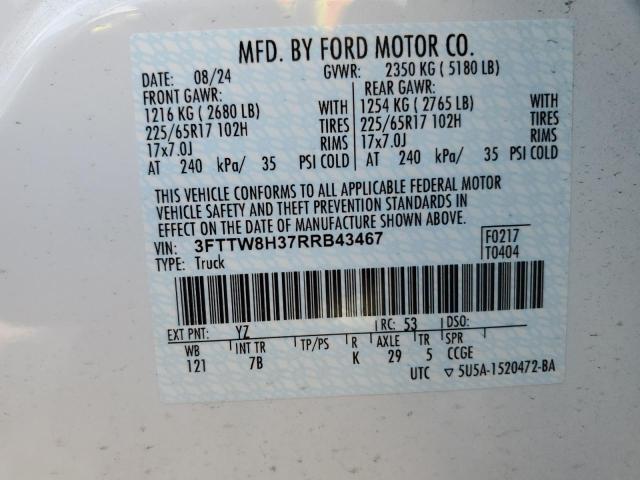 MFD. BY FORD MOTOR CO.
DATE: 08/24 GVWR: 2350 KG ( 5180 LB)
FRONT GAWR: REAR GAWR:
1216 KG ( 2680 LB) WITH 1254 KG ( 2765 LB) WITH
225/65R17 102H TIRES 225/65R17 102H TIRES
17x7.0J RIMS 17x7.0J RIMS
AT 240 kPa/ 35 PSI COLD AT 240 kPa/ 35 PSI COLD
THIS VEHICLE CONFORMS TO ALL APPLICABLE FEDERAL MOTOR
VEHICLE SAFETY AND THEFT PREVENTION STANDARDS IN
EFFECT ON THE DATE OF MANUFACTURE SHOWN ABOVE.
VIN: 3FTTW8H37RRB43467 F0217
TYPE: Truck T0404
EXT PNT: YZ RC: 53 DSO:
WB INT TR TP/PS R AXLE TR SPR
121 7B K 29 5 CCGE
UTC ▽ 5U5A-1520472-BA